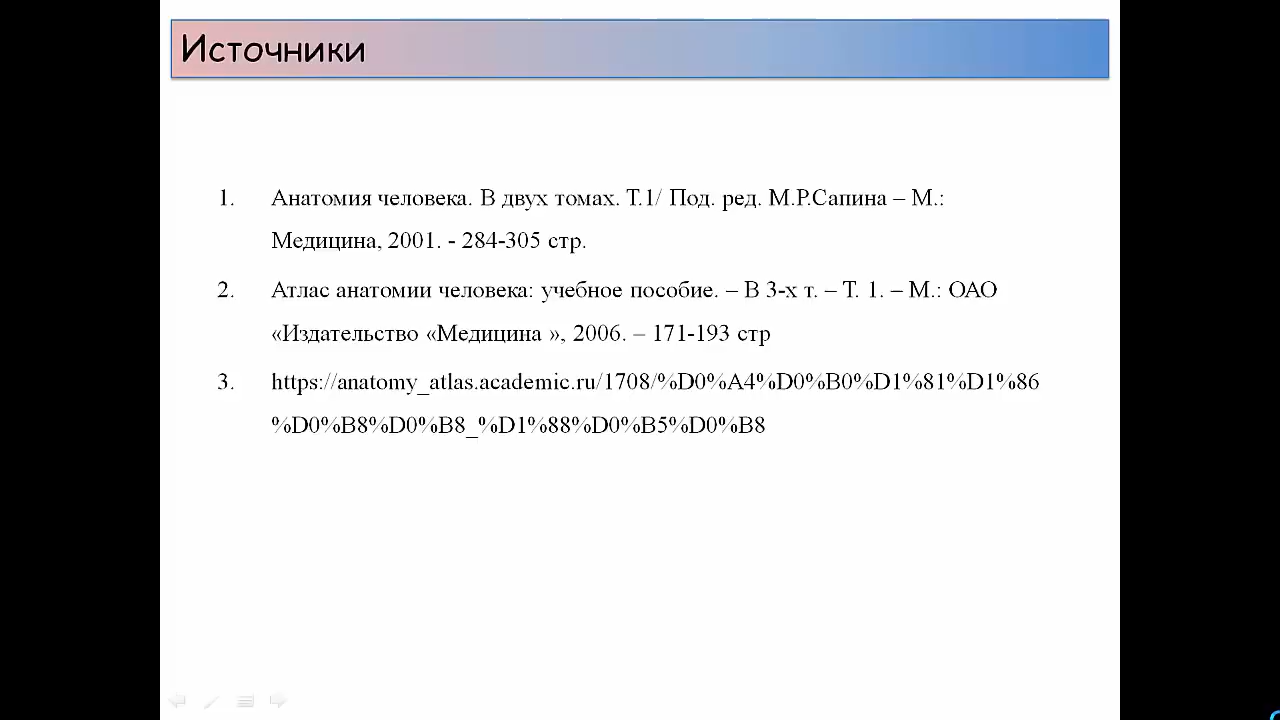 Источники
1. Анатомия человека. В двух томах. Т.1/ Под. ред. М.Р.Сапина – М.:
Медицина, 2001. - 284-305 стр.
2. Атлас анатомии человека: учебное пособие. – В 3-х т. – Т. 1. – М.: ОАО
«Издательство «Медицина », 2006. – 171-193 стр
3. https://anatomy_atlas.academic.ru/1708/%D0%A4%D0%B0%D1%81%D1%86
%D0%B8%D0%B8_%D1%88%D0%B5%D0%B8